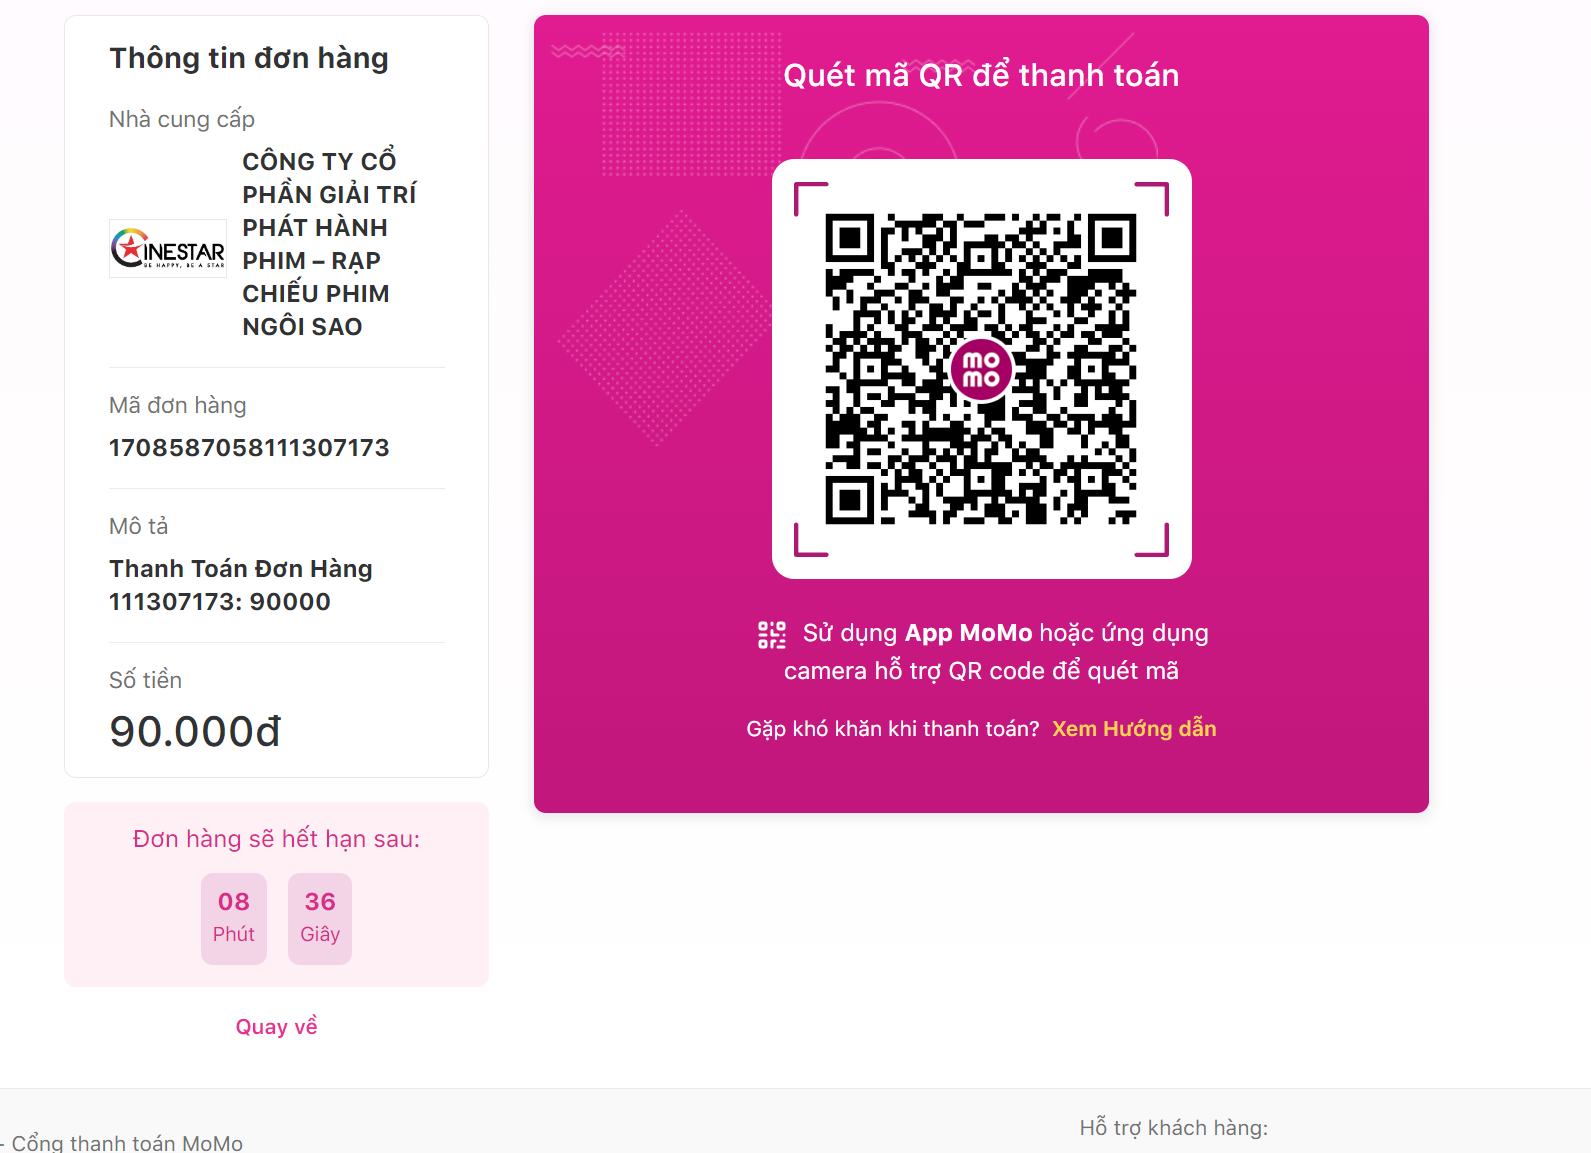 Thông tin đơn hàng
Nhà cung cấp
CINESTAR
BE HAPPY, BE A STAR
CÔNG TY CỔ
PHẦN GIẢI TRÍ
PHÁT HÀNH
PHIM – RẠP
CHIẾU PHIM
NGÔI SAO
Mã đơn hàng
1708587058111307173
Mô tả
Thanh Toán Đơn Hàng
111307173: 90000
Số tiền
90.000đ
Đơn hàng sẽ hết hạn sau:
08 36
Phút Giây
Quay về
Quét mã QR để thanh toán
mo
mo
Sử dụng App MoMo hoặc ứng dụng
camera hỗ trợ QR code để quét mã
Gặp khó khăn khi thanh toán? Xem Hướng dẫn
- Cổng thanh toán MoMo
Hỗ trợ khách hàng: